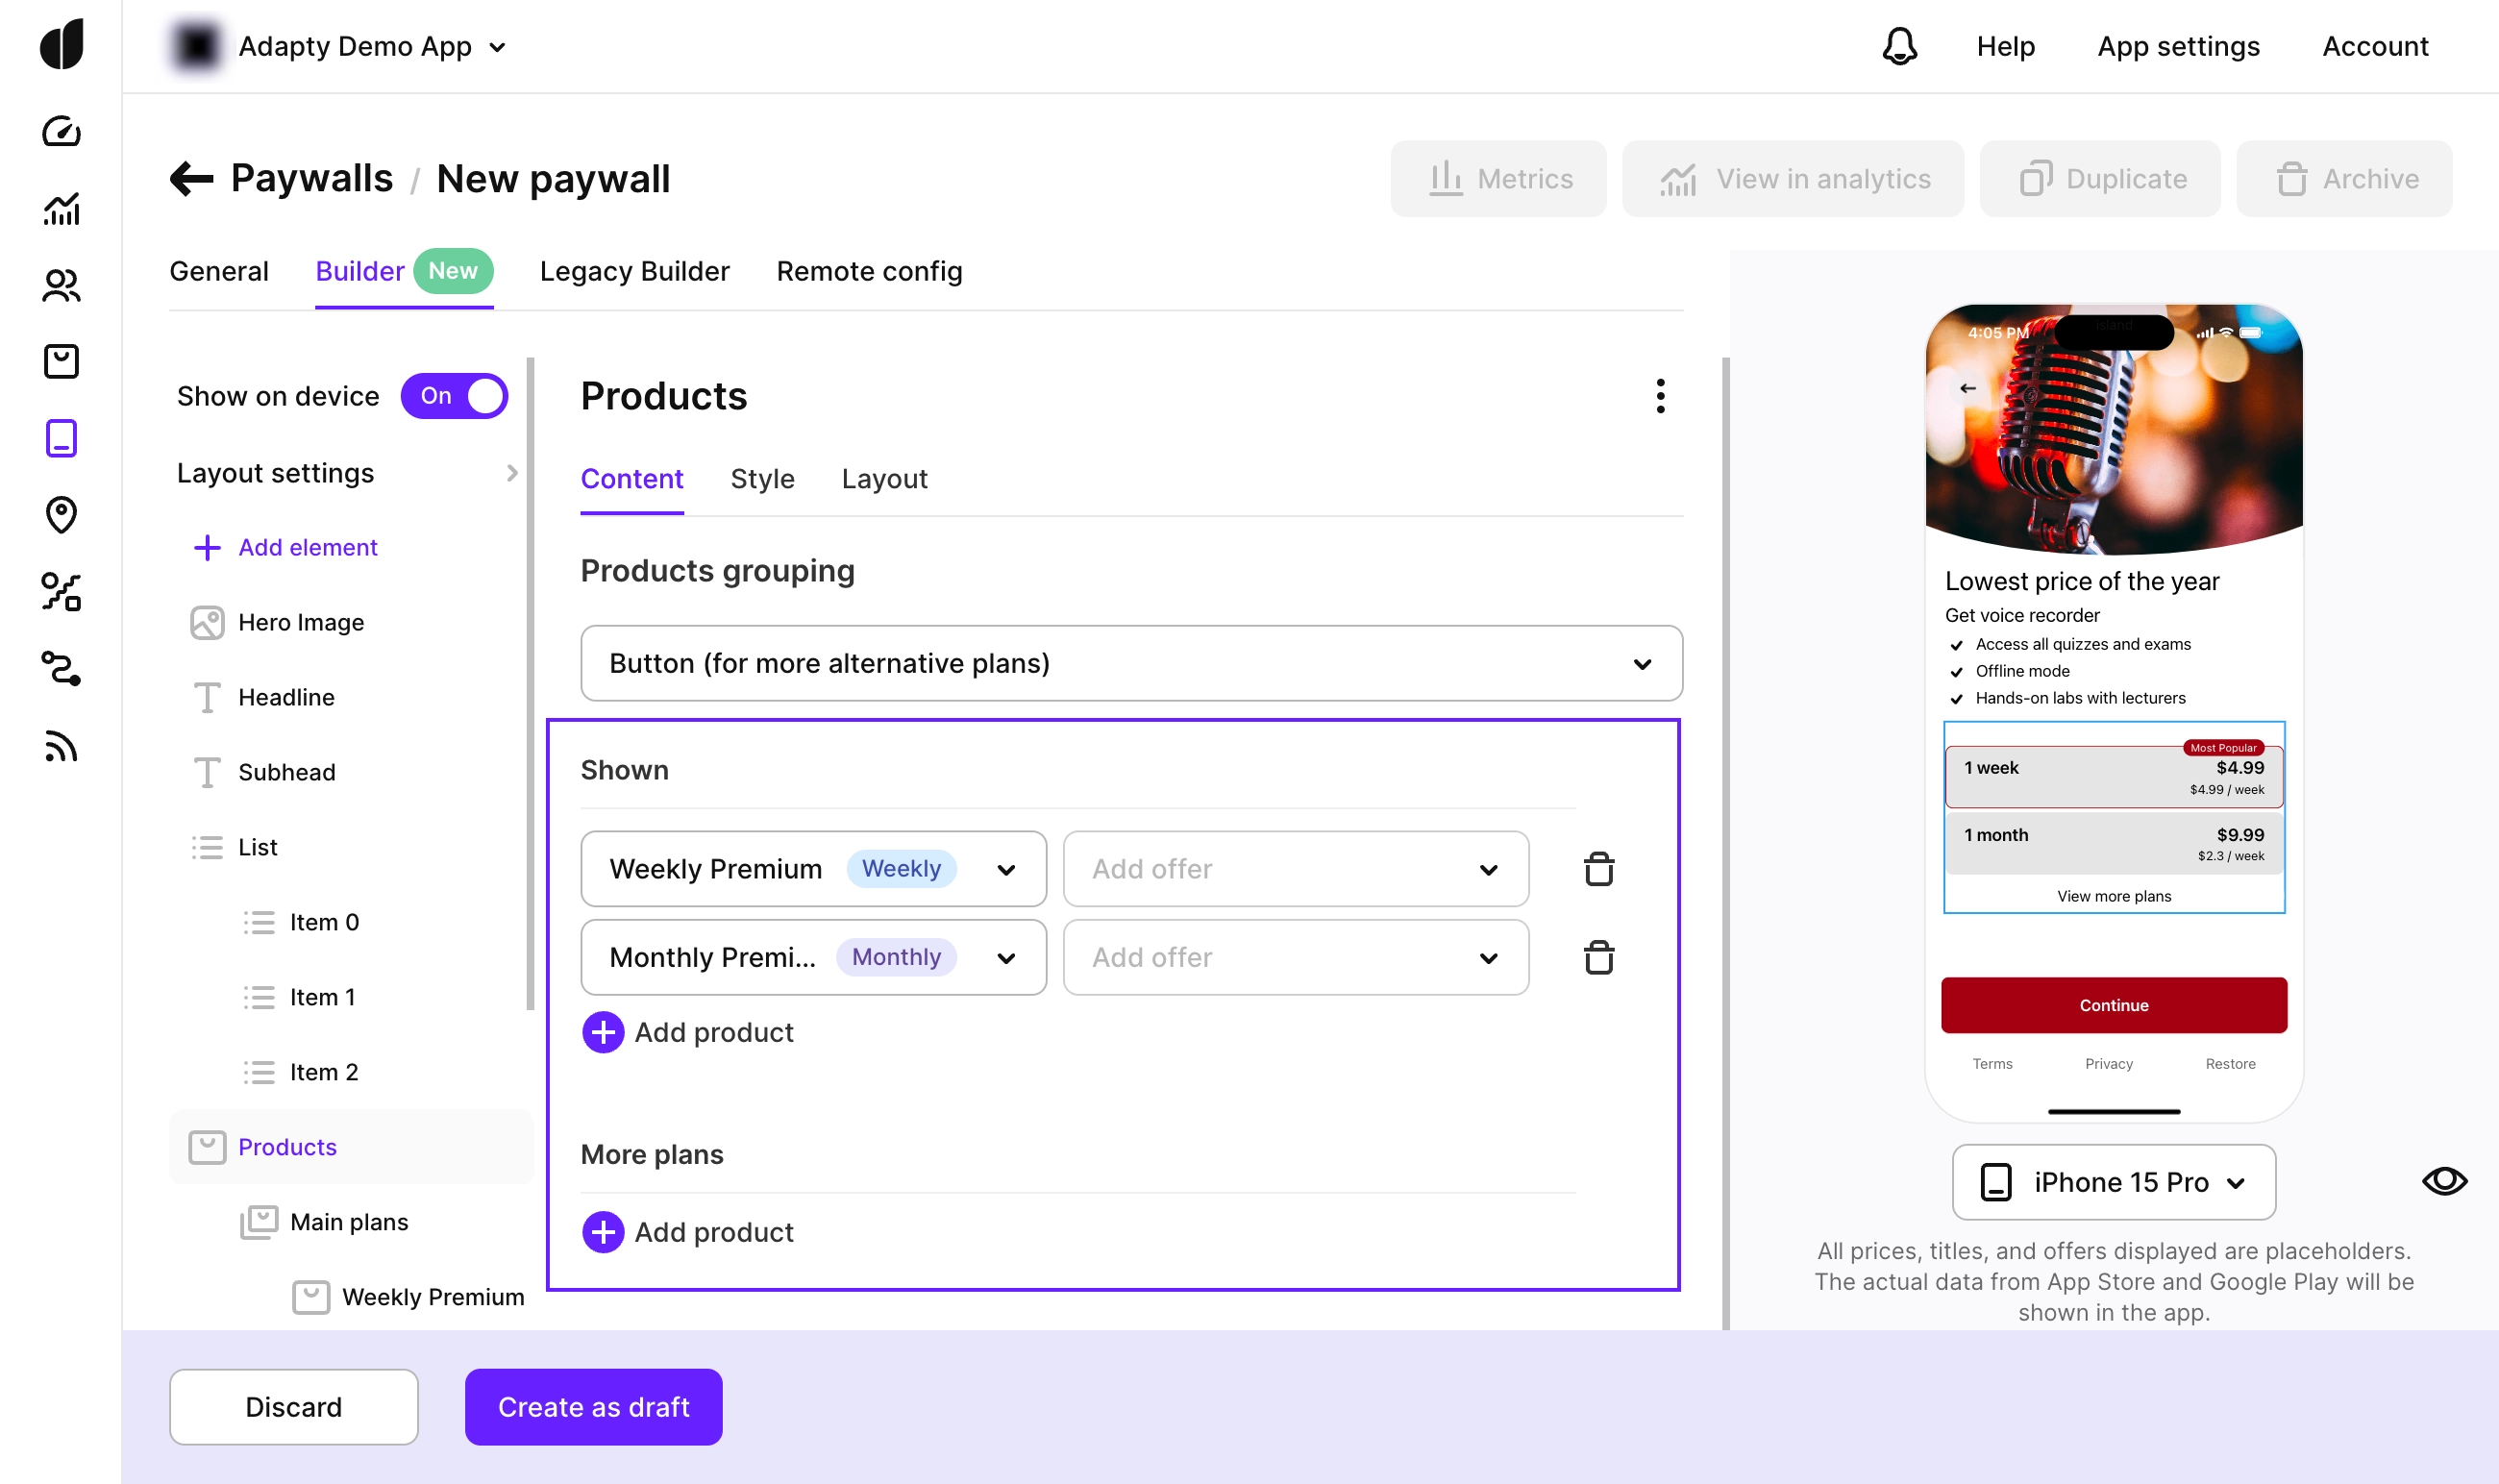 Adapty Demo App
Help
App settings
Account
Paywalls / New paywall
Metrics
View in analytics
Duplicate
Archive
General
Builder New
Legacy Builder
Remote config
Show on device On
Layout settings
Add element
Hero Image
Headline
Subhead
List
Item 0
Item 1
Item 2
Products
Main plans
Weekly Premium
Products
Content
Style
Layout
Products grouping
Button (for more alternative plans)
Shown
Weekly Premium Weekly
Add offer
Monthly Premi... Monthly
Add offer
Add product
More plans
Add product
4:05 PM
island
Lowest price of the year
Get voice recorder
Access all quizzes and exams
Offline mode
Hands-on labs with lecturers
Most Popular
1 week $4.99
$4.99 / week
1 month $9.99
$2.3 / week
View more plans
Continue
Terms Privacy Restore
iPhone 15 Pro
All prices, titles, and offers displayed are placeholders.
The actual data from App Store and Google Play will be
shown in the app.
Discard
Create as draft